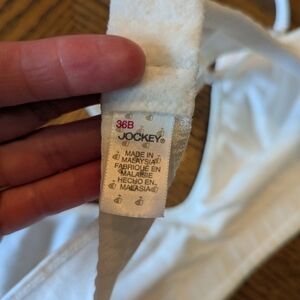 36B
JOCKEY®
MADE IN
MALAYSIA
FABRIQUÉ EN
MALAISIE
HECHO EN
MALASIA